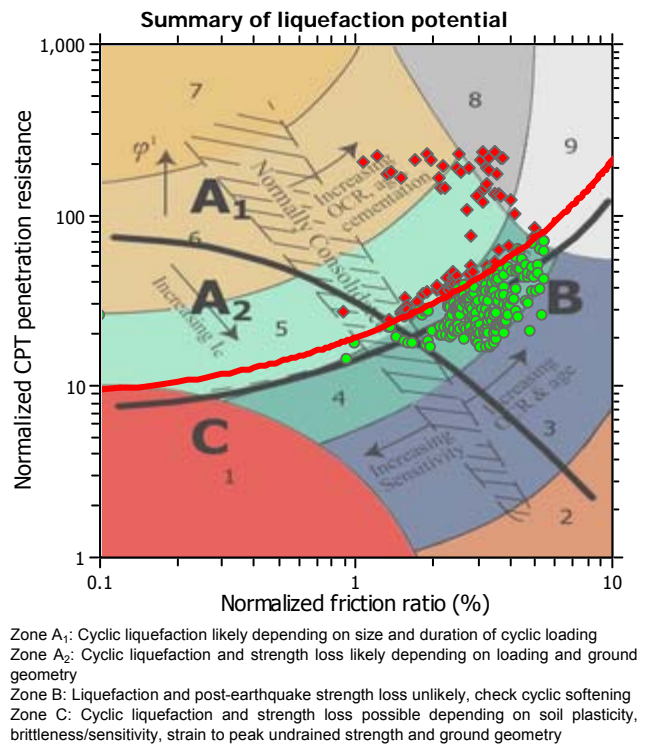 Summary of liquefaction potential
Normalized CPT penetration resistance
1,000
100
10
1
7
8
9
φ'
A1
Increasing
OCR, age
cementation
Normally Consolid
6
A2
Increasing Ic
5
B
4
Increasing
OCR & age
3
C
1
Increasing
Sensitivity
2
0.1
1
10
Normalized friction ratio (%)
Zone A1: Cyclic liquefaction likely depending on size and duration of cyclic loading
Zone A2: Cyclic liquefaction and strength loss likely depending on loading and ground
geometry
Zone B: Liquefaction and post-earthquake strength loss unlikely, check cyclic softening
Zone C: Cyclic liquefaction and strength loss possible depending on soil plasticity,
brittleness/sensitivity, strain to peak undrained strength and ground geometry